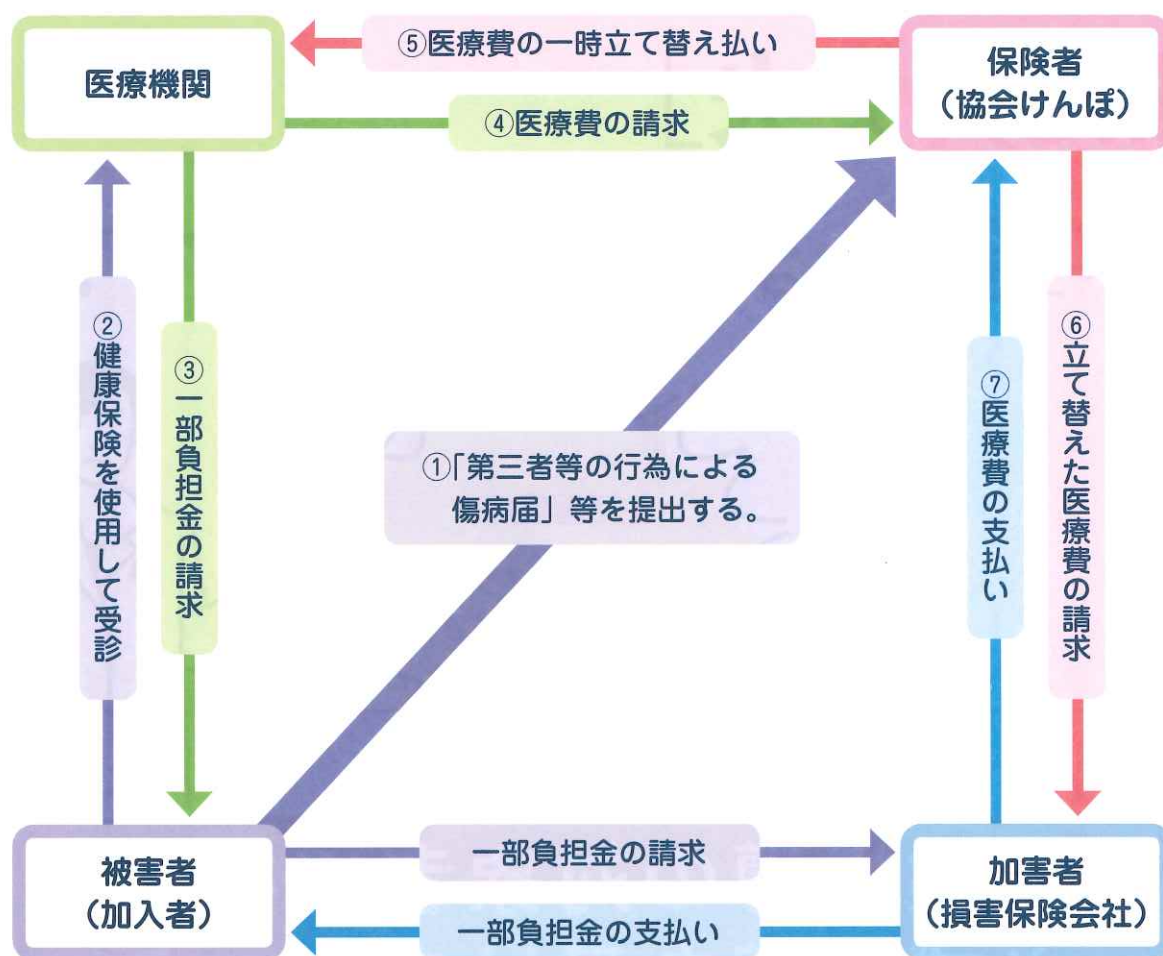 医療機関
⑤医療費の一時立て替え払い
④医療費の請求
保険者
(協会けんぽ)
②健康保険を使用して受診
③一部負担金の請求
①「第三者等の行為による
傷病届」等を提出する。
⑦医療費の支払い
⑥立て替えた医療費の請求
被害者
(加入者)
一部負担金の請求
一部負担金の支払い
加害者
(損害保険会社)